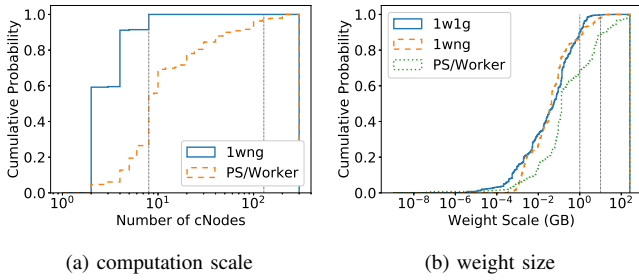 Cumulative Probability
1.0
0.8
0.6
0.4
0.2
0.0
1wng
PS/Worker
10^0
10^1
10^2
Number of cNodes
(a) computation scale
Cumulative Probability
1.0
0.8
0.6
0.4
0.2
0.0
1w1g
1wng
PS/Worker
10^-8
10^-6
10^-4
10^-2
10^0
10^2
Weight Scale (GB)
(b) weight size